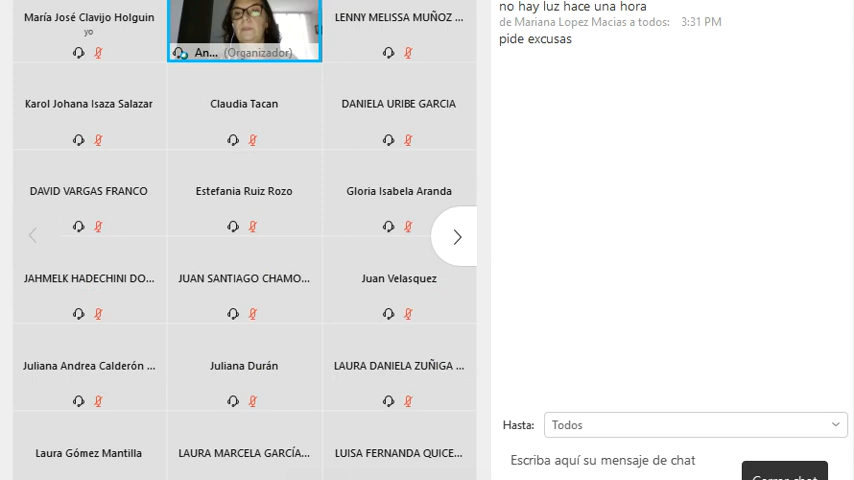 María José Clavijo Holguin
yo
An... (Organizador)
LENNY MELISSA MUÑOZ ...
Karol Johana Isaza Salazar
Claudia Tacan
DANIELA URIBE GARCIA
DAVID VARGAS FRANCO
Estefania Ruiz Rozo
Gloria Isabela Aranda
JAHMELK HADECHINI DO...
JUAN SANTIAGO CHAMO...
Juan Velasquez
Juliana Andrea Calderón ...
Juliana Durán
LAURA DANIELA ZUÑIGA ...
Laura Gómez Mantilla
LAURA MARCELA GARCÍA...
LUISA FERNANDA QUICE...
no hay luz hace una hora
de Mariana Lopez Macias a todos: 3:31 PM
pide excusas
Hasta: Todos
Escriba aquí su mensaje de chat
Cerrar chat